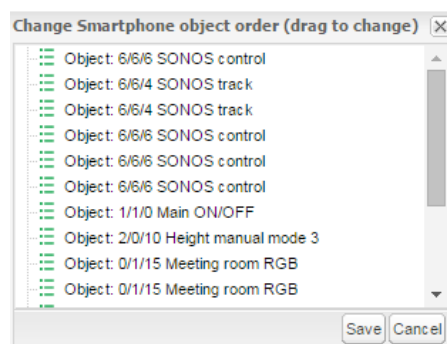 Change Smartphone object order (drag to change)
Object: 6/6/6 SONOS control
Object: 6/6/4 SONOS track
Object: 6/6/4 SONOS track
Object: 6/6/6 SONOS control
Object: 6/6/6 SONOS control
Object: 6/6/6 SONOS control
Object: 1/1/0 Main ON/OFF
Object: 2/0/10 Height manual mode 3
Object: 0/1/15 Meeting room RGB
Object: 0/1/15 Meeting room RGB
Save Cancel